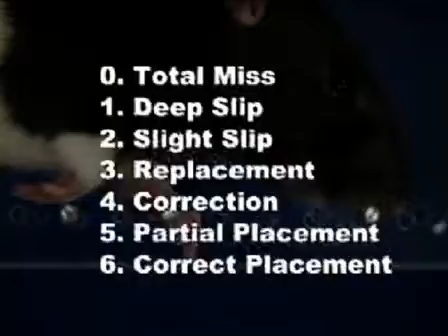 0. Total Miss
1. Deep Slip
2. Slight Slip
3. Replacement
4. Correction
5. Partial Placement
6. Correct Placement